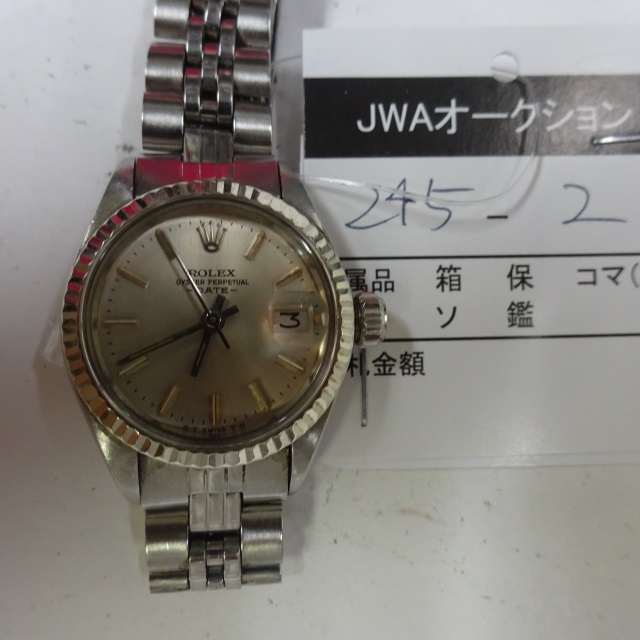 JWAオークション
245-2
ROLEX
OYSTER PERPETUAL
DATE
3
属品 箱 保 コマ(
ソ 鑑
札金額